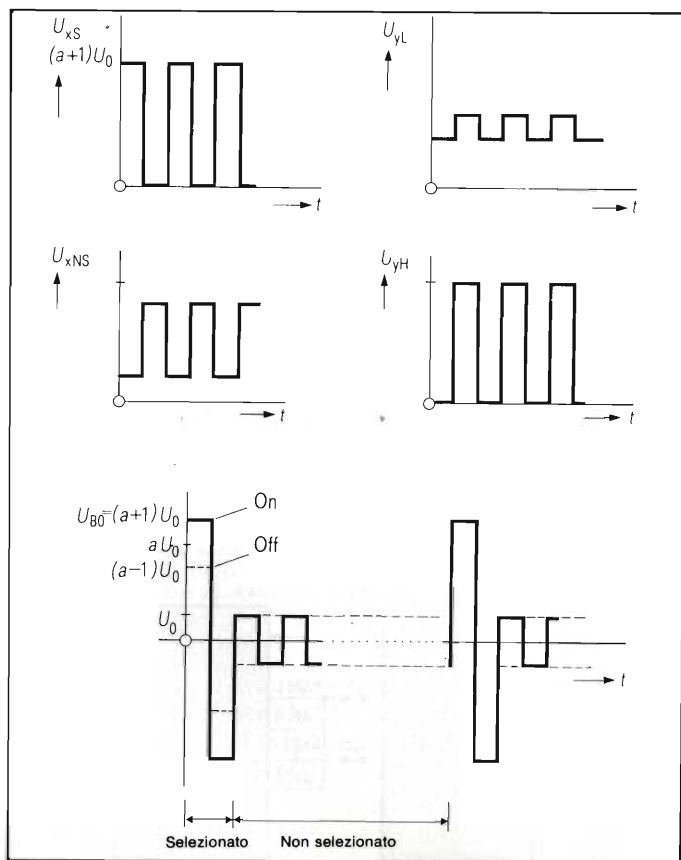 U_xS
(a+1)U_0
t
U_yL
t
U_xNS
t
U_yH
t
U_B0=(a+1)U_0
On
aU_0
(a−1)U_0
Off
U_0
t
Selezionato
Non selezionato